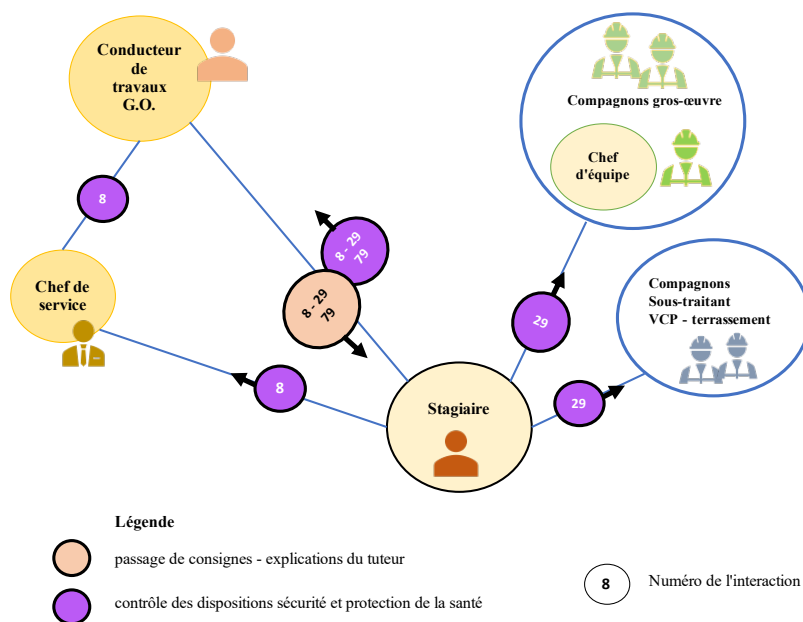 Conducteur
de
travaux
G.O.
Compagnons gros-œuvre
Chef
d'équipe
8
8 - 29
79
8 - 29
79
Chef de
service
29
Compagnons
Sous-traitant
VCP - terrassement
8
29
Stagiaire
Légende
passage de consignes - explications du tuteur
8
Numéro de l'interaction
contrôle des dispositions sécurité et protection de la santé